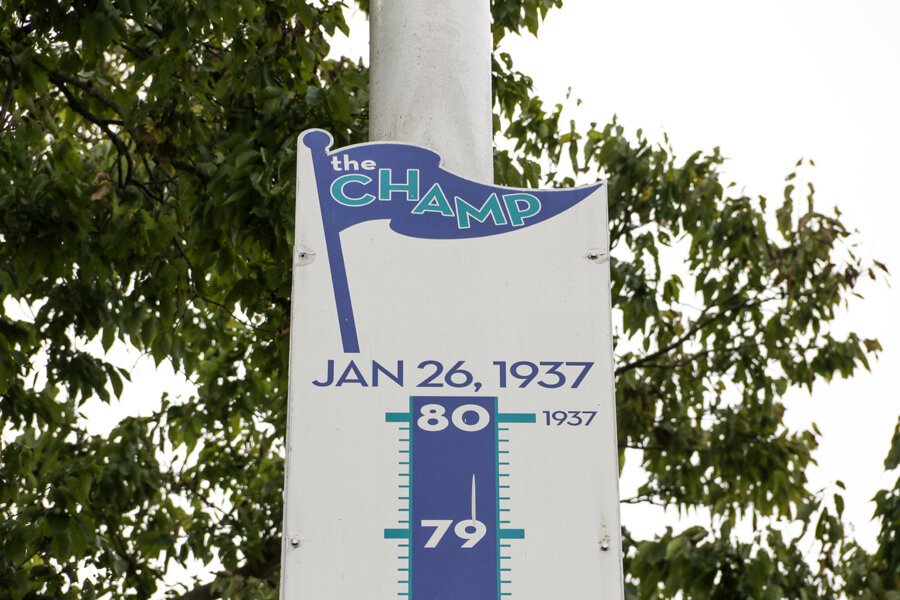 the
CHAMP
JAN 26, 1937
80 1937
79